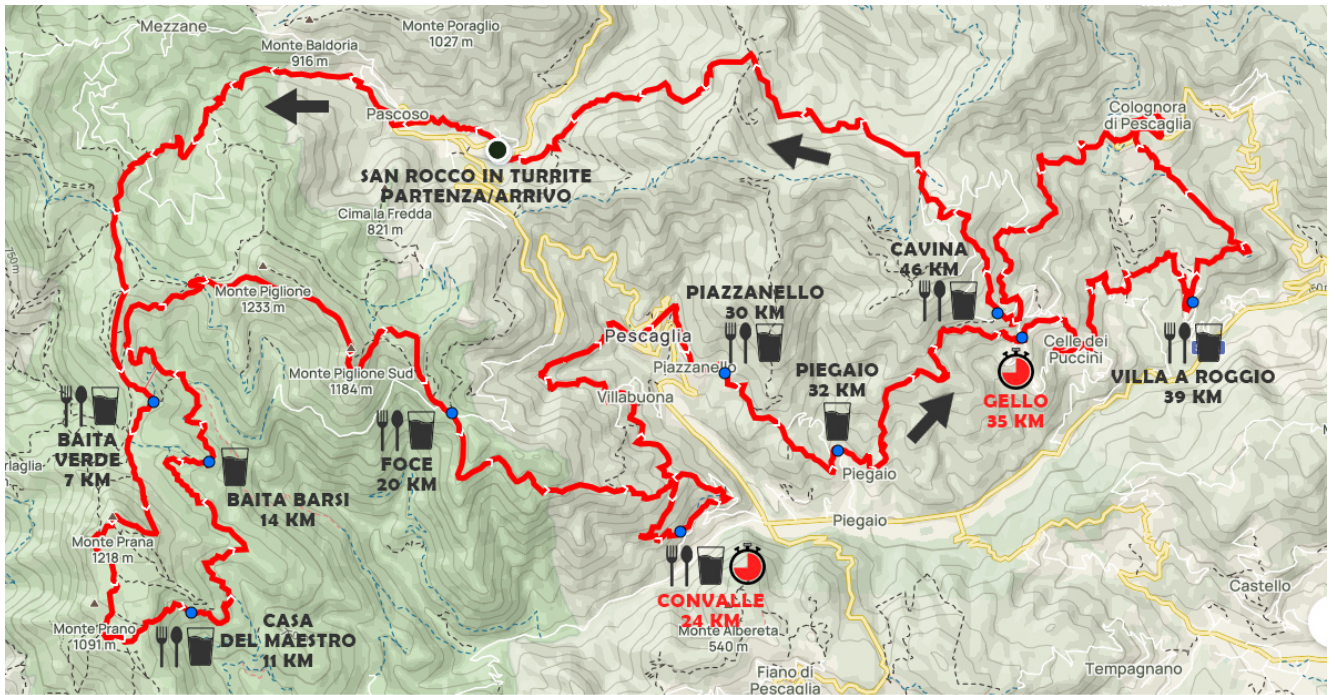 Mezzane
Monte Poraglio
1027 m
Monte Baldoria
916 m
Pascoso
Colognora
di Pescaglia
SAN ROCCO IN TURRITE
PARTENZA/ARRIVO
Cima la Fredda
821 m
750m
CAVINA
46 KM
Monte Piglione
1233 m
PIAZZANELLO
30 KM
Pescaglia
Celle dei
Puccini
Monte Piglione Sud
1184 m
Piazzanello
PIEGAIO
32 KM
VILLA A ROGGIO
39 KM
Villabuona
GELLO
35 KM
BAITA
VERDE
7 KM
FOCE
20 KM
Piegaio
BAITA BARSI
14 KM
Piegaio
Monte Prana
1218 m
CONVALLE
24 KM
Castello
Monte Prano
1091 m
CASA
DEL MAESTRO
11 KM
Monte Albereta
540 m
Fiano di
Pescaglia
Tempagnano